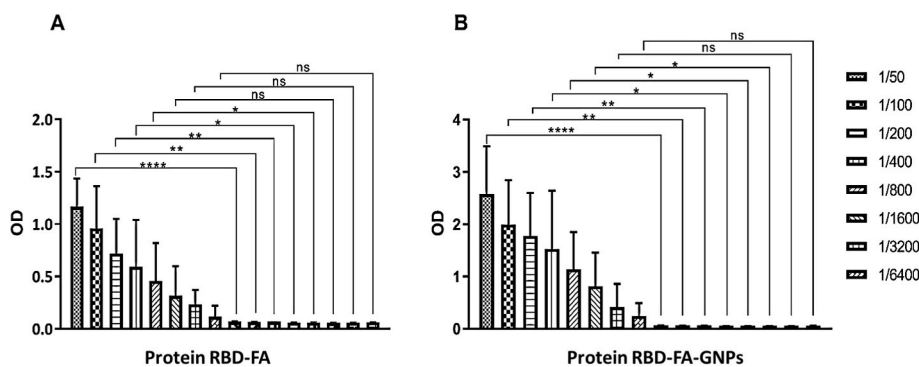 A
ns
ns
ns
*
*
**
**
****
2.0
1.5
1.0
0.5
0.0
OD
Protein RBD-FA
B
ns
ns
*
*
*
**
**
****
4
3
2
1
0
OD
Protein RBD-FA-GNPs
1/50
1/100
1/200
1/400
1/800
1/1600
1/3200
1/6400